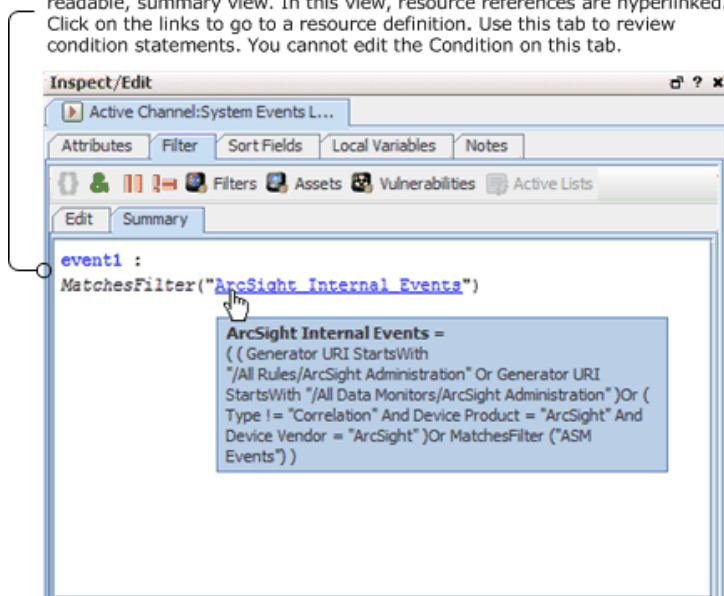 readable, summary view. In this view, resource references are hyperlinked.
Click on the links to go to a resource definition. Use this tab to review
condition statements. You cannot edit the Condition on this tab.
Inspect/Edit
Active Channel:System Events L...
Attributes Filter Sort Fields Local Variables Notes
Filters Assets Vulnerabilities Active Lists
Edit Summary
event1 :
MatchesFilter("ArcSight Internal Events")
ArcSight Internal Events =
( ( Generator URI StartsWith
"/All Rules/ArcSight Administration" Or Generator URI
StartsWith "/All Data Monitors/ArcSight Administration" )Or (
Type != "Correlation" And Device Product = "ArcSight" And
Device Vendor = "ArcSight" )Or MatchesFilter ("ASM
Events") )